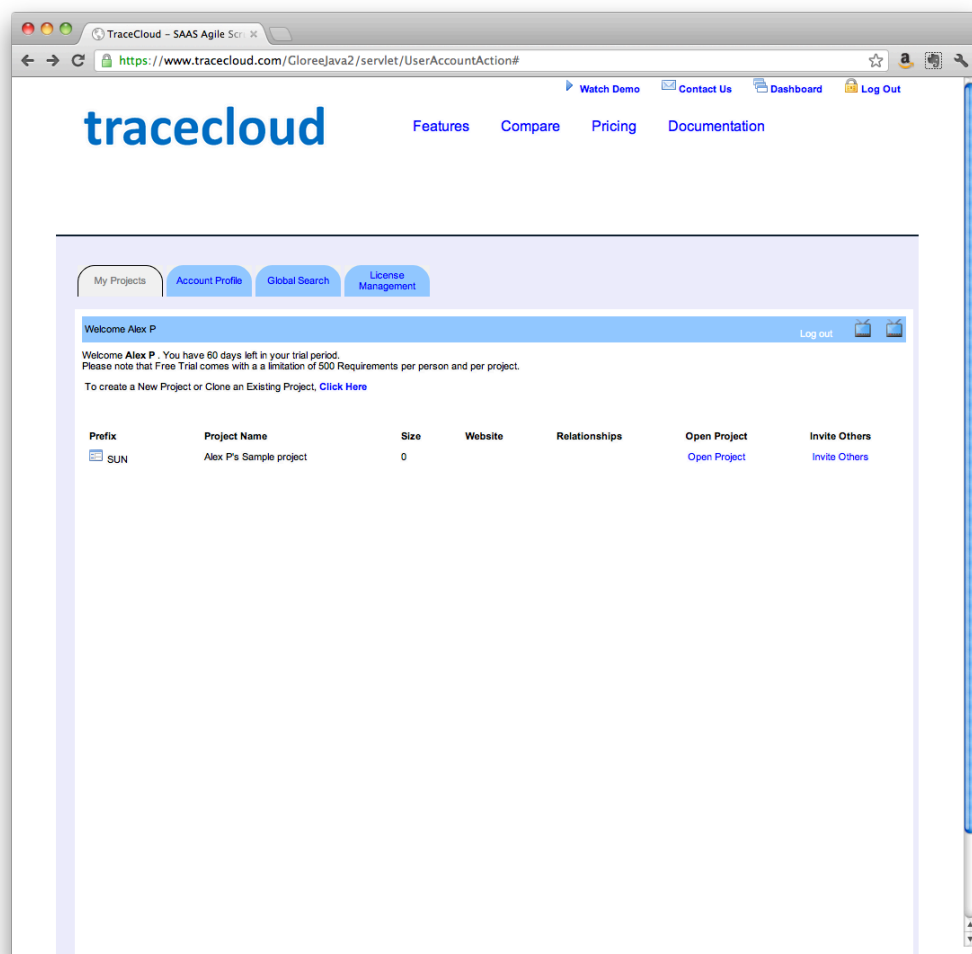 TraceCloud – SAAS Agile Scr
https://www.tracecloud.com/GloreeJava2/servlet/UserAccountAction#
Watch Demo Contact Us Dashboard Log Out
tracecloud
Features Compare Pricing Documentation
My Projects Account Profile Global Search License Management
Welcome Alex P
Log out
Welcome Alex P . You have 60 days left in your trial period.
Please note that Free Trial comes with a a limitation of 500 Requirements per person and per project.
To create a New Project or Clone an Existing Project, Click Here
Prefix Project Name Size Website Relationships Open Project Invite Others
SUN Alex P's Sample project 0 Open Project Invite Others